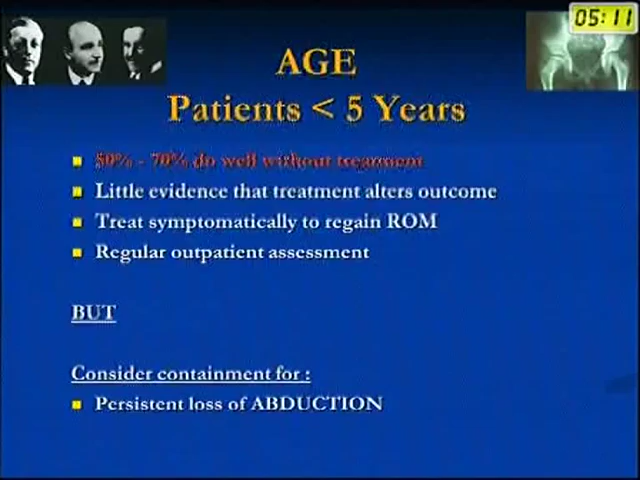 05:11
AGE
Patients < 5 Years
50% - 70% do well without treatment
Little evidence that treatment alters outcome
Treat symptomatically to regain ROM
Regular outpatient assessment
BUT
Consider containment for :
Persistent loss of ABDUCTION